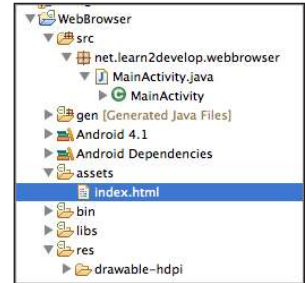 WebBrowser
src
net.learn2develop.webbrowser
MainActivity.java
MainActivity
gen [Generated Java Files]
Android 4.1
Android Dependencies
assets
index.html
bin
libs
res
drawable-hdpi